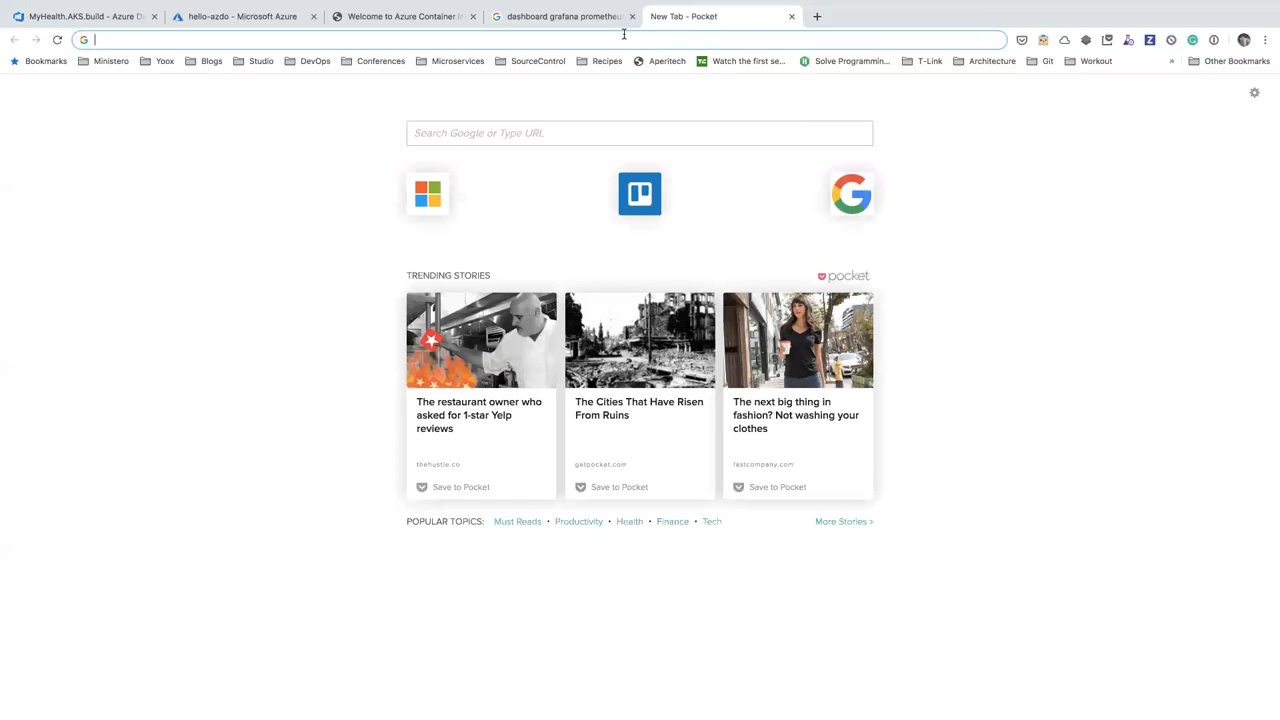 MyHealth.AKS.build - Azure D
hello-azdo - Microsoft Azure
Welcome to Azure Container I
dashboard grafana prometheu
New Tab - Pocket
Bookmarks
Ministero
Yoox
Blogs
Studio
DevOps
Conferences
Microservices
SourceControl
Recipes
Aperitech
Watch the first se...
Solve Programmin...
T-Link
Architecture
Git
Workout
»
Other Bookmarks
Search Google or Type URL
TRENDING STORIES
pocket
The restaurant owner who
asked for 1-star Yelp
reviews
thehustle.co
Save to Pocket
The Cities That Have Risen
From Ruins
getpocket.com
Save to Pocket
The next big thing in
fashion? Not washing your
clothes
fastcompany.com
Save to Pocket
POPULAR TOPICS: Must Reads • Productivity • Health • Finance • Tech
More Stories >